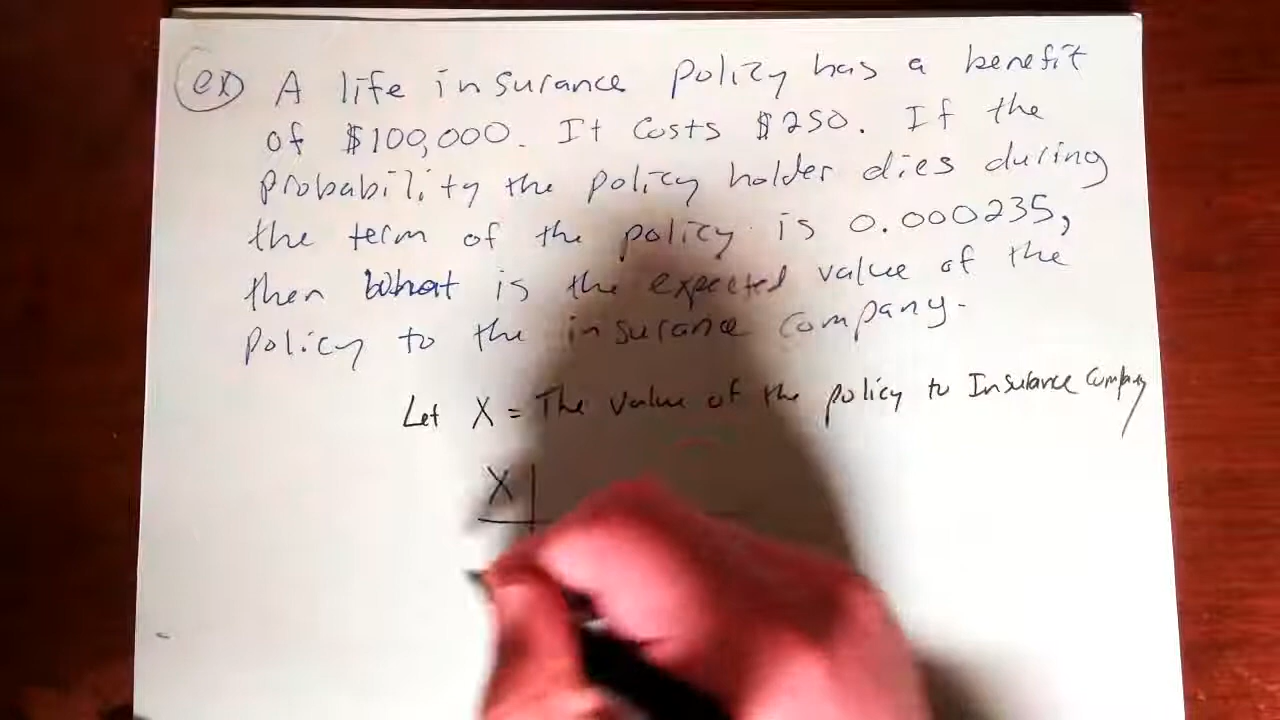 ex) A life insurance policy has a benefit
of $100,000. It costs $250. If the
probability the policy holder dies during
the term of the policy is 0.000235,
then what is the expected value of the
policy to the insurance company.
Let X = The value of the policy to Insurance Company
X